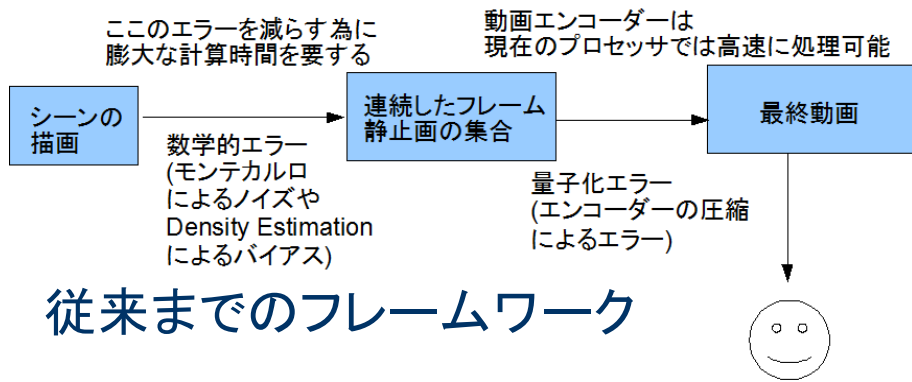 ここのエラーを減らす為に
膨大な計算時間を要する
動画エンコーダーは
現在のプロセッサでは高速に処理可能
シーンの
描画
連続したフレーム
静止画の集合
最終動画
数学的エラー
(モンテカルロ
によるノイズや
Density Estimation
によるバイアス)
量子化エラー
(エンコーダーの圧縮
によるエラー)
従来までのフレームワーク